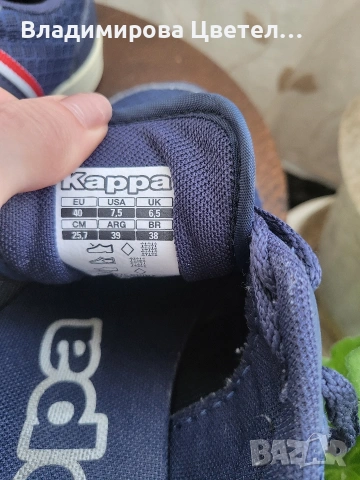 Владимирова Цветел...
Kappa
EU USA UK
40 7,5 6,5
CM ARG BR
25,7 39 38
ppa
BAZAR